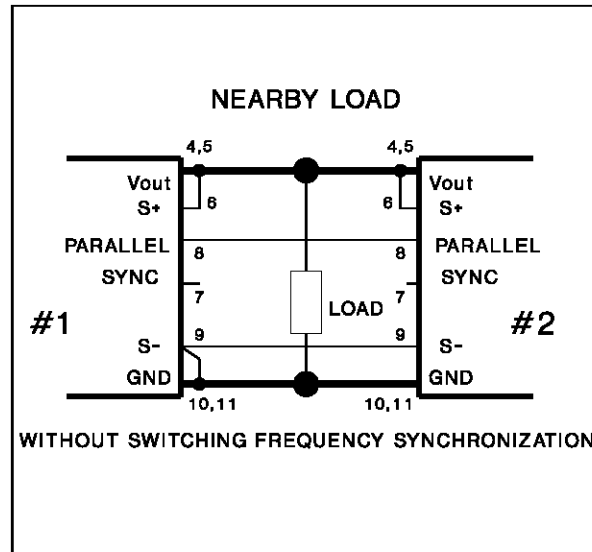 NEARBY LOAD
4,5 4,5
Vout Vout
S+ 6 6 S+
PARALLEL 8 8 PARALLEL
SYNC 7 7 SYNC
LOAD
#1 #2
S- 9 9 S-
GND GND
10,11 10,11
WITHOUT SWITCHING FREQUENCY SYNCHRONIZATION